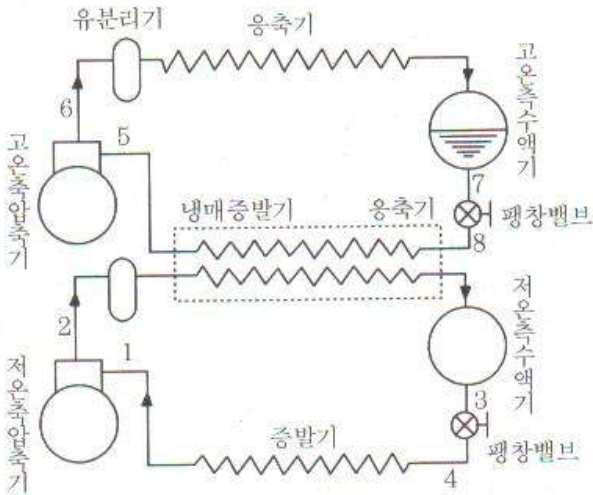 유분리기
응축기
고온측수액기
6
5
고온측압축기
7
냉매증발기
응축기
팽창밸브
8
2
1
저온측수액기
저온측압축기
3
증발기
팽창밸브
4